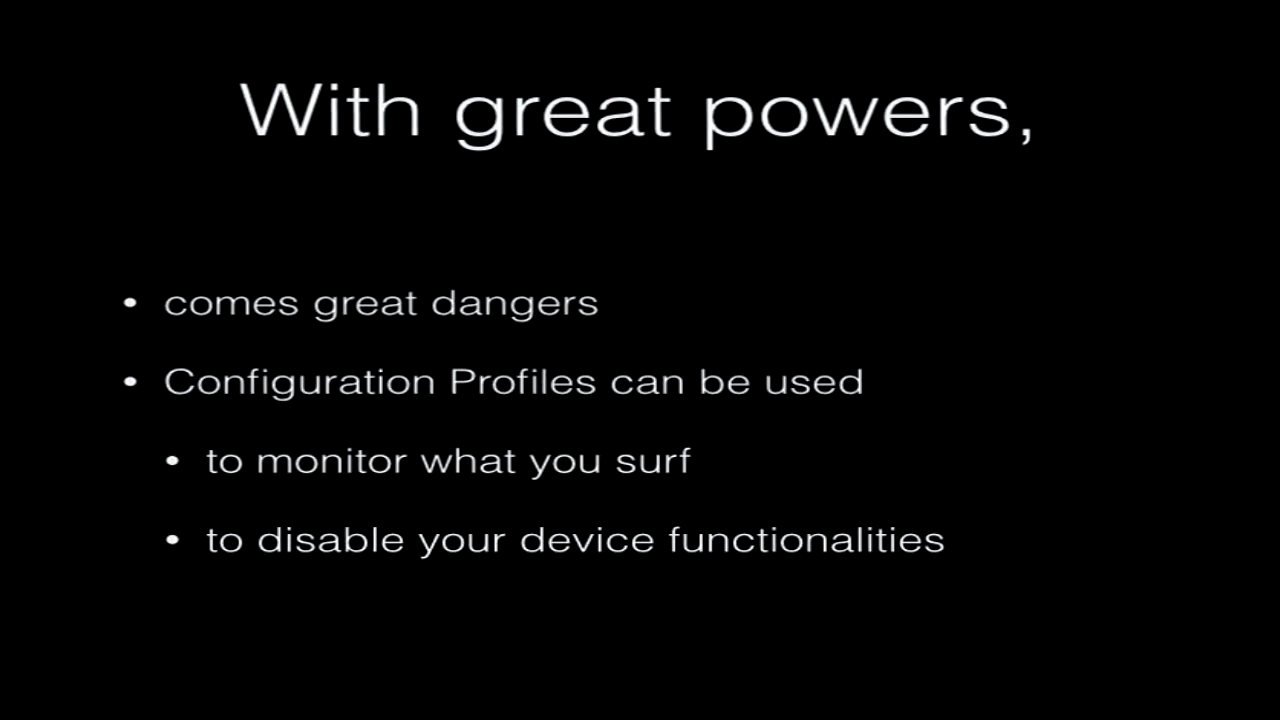 With great powers,
• comes great dangers
• Configuration Profiles can be used
• to monitor what you surf
• to disable your device functionalities